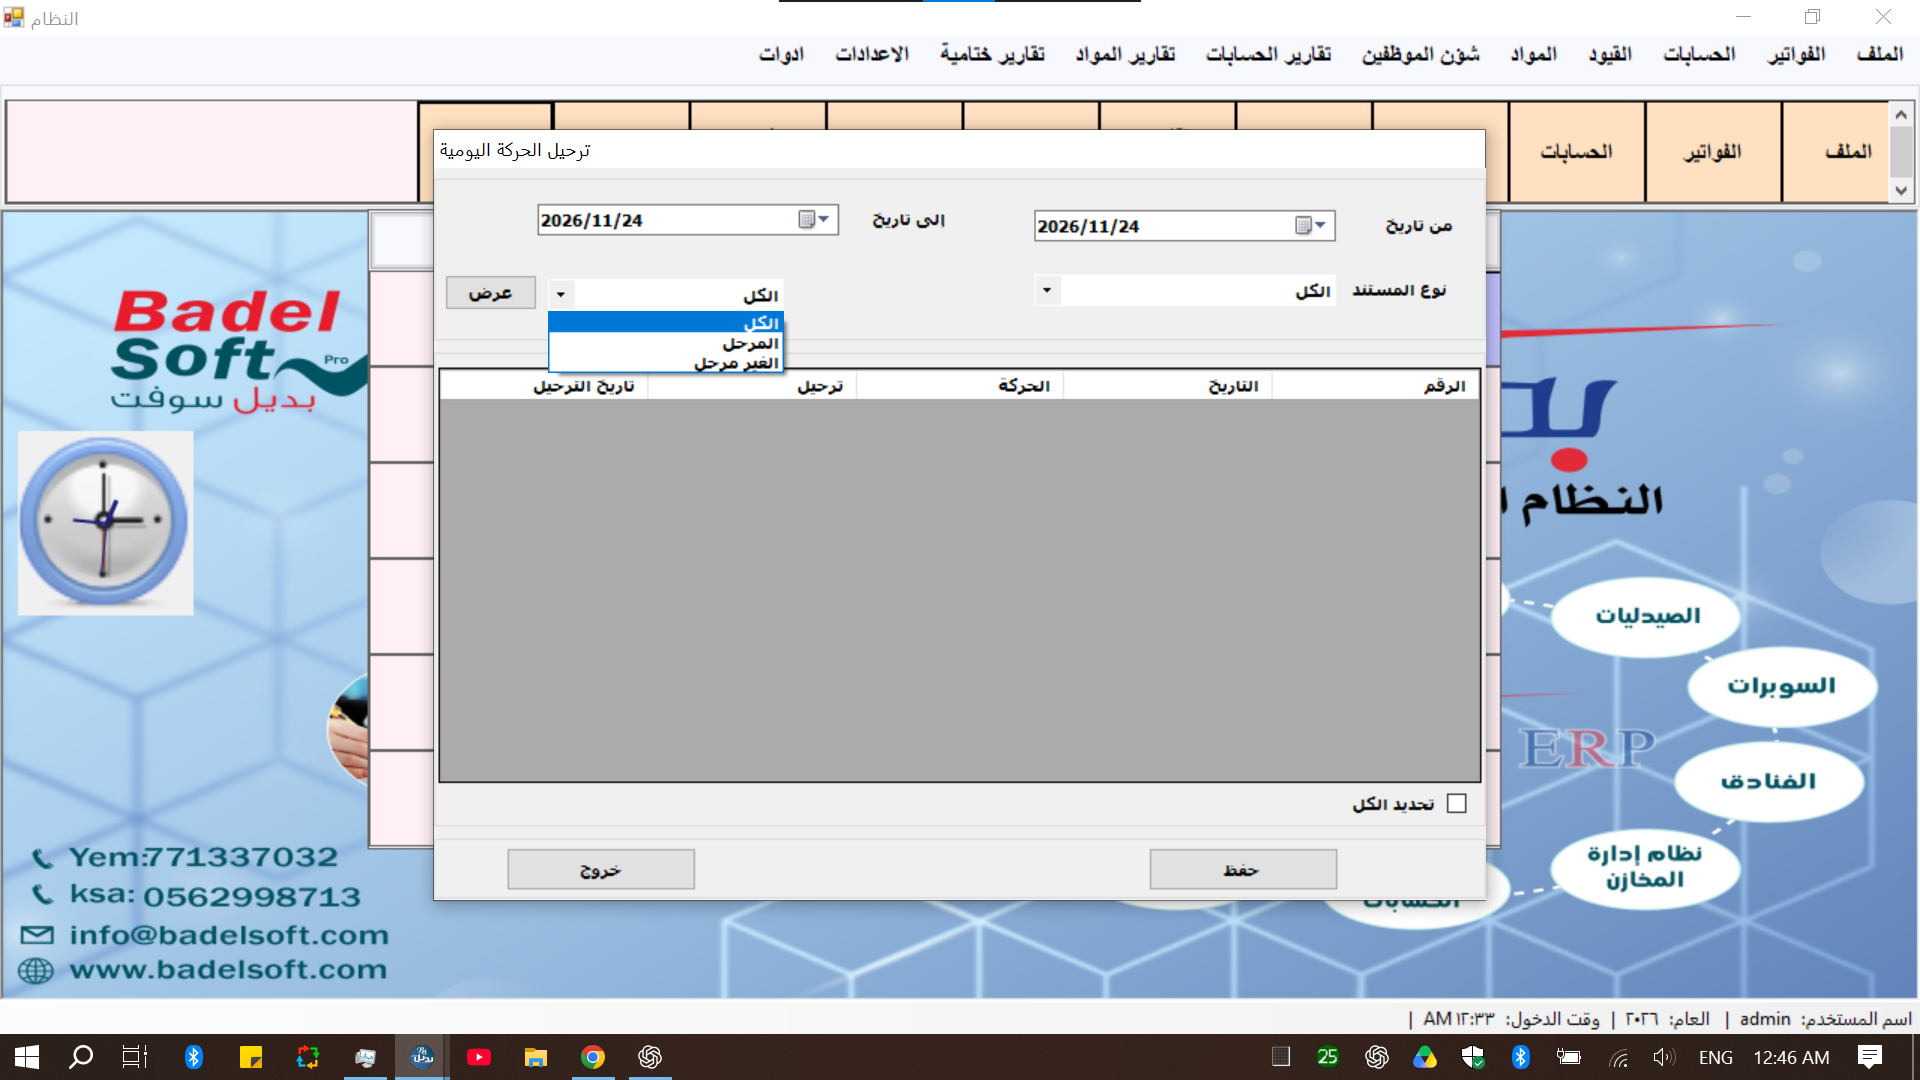 النظام
الملف الفواتير الحسابات القيود المواد شؤن الموظفين تقارير الحسابات تقارير المواد تقارير ختامية الاعدادات ادوات
الملف الفواتير الحسابات
ترحيل الحركة اليومية
من تاريخ 2026/11/24 إلى تاريخ 2026/11/24
نوع المستند الكل الكل عرض
الكل
المرحل
الغير مرحل
الرقم التاريخ الحركة ترحيل تاريخ الترحيل
تحديد الكل
حفظ خروج
Badel
Soft Pro
بديل سوفت
النظام
الصيدليات
السوبرات
ERP
الفنادق
نظام إدارة
المخازن
Yem:771337032
ksa: 0562998713
info@badelsoft.com
www.badelsoft.com
اسم المستخدم: admin | العام: ٢٠٢٦ | وقت الدخول: ١٢:٣٣ AM |
25 ENG 12:46 AM